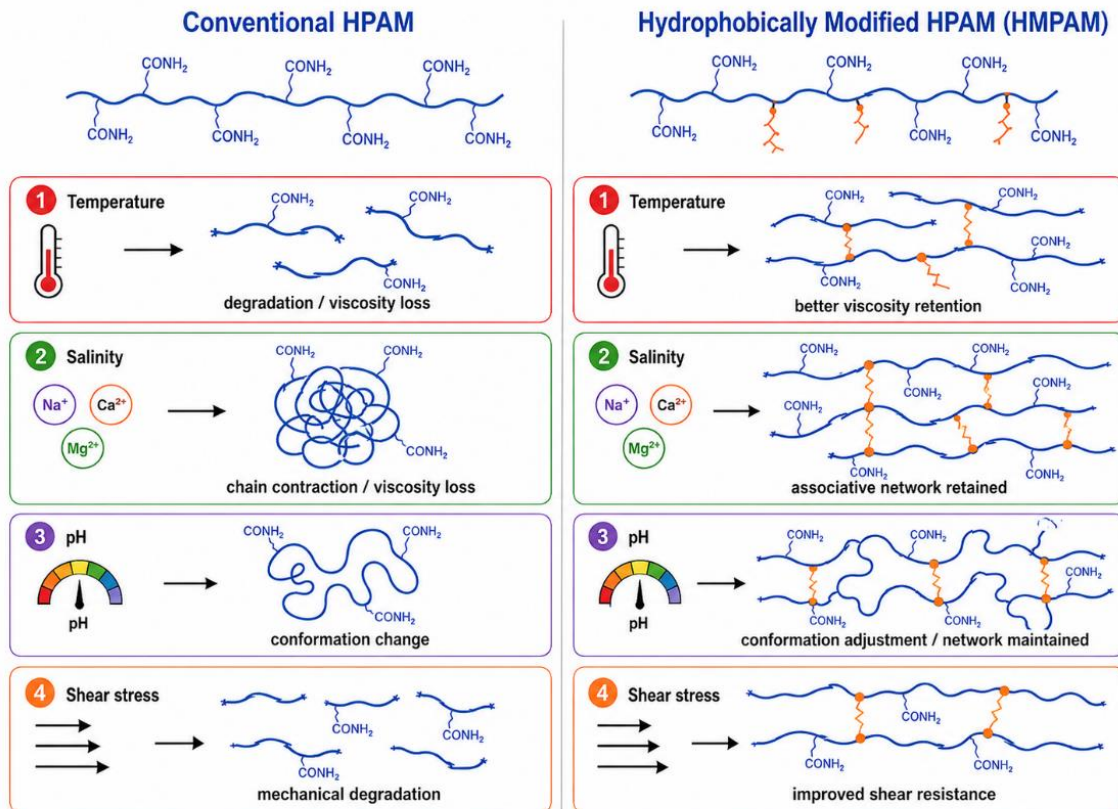 Conventional HPAM
CONH₂ CONH₂ CONH₂
CONH₂ CONH₂ CONH₂ CONH₂
1 Temperature
CONH₂ CONH₂
CONH₂
degradation / viscosity loss
2 Salinity
CONH₂ CONH₂
Na⁺ Ca²⁺
Mg²⁺
CONH₂
chain contraction / viscosity loss
3 pH
CONH₂ CONH₂
pH
CONH₂
conformation change
4 Shear stress
CONH₂
CONH₂ CONH₂
CONH₂
mechanical degradation
Hydrophobically Modified HPAM (HMPAM)
CONH₂ CONH₂
CONH₂ CONH₂ CONH₂
1 Temperature
CONH₂ CONH₂
CONH₂
CONH₂ CONH₂
better viscosity retention
2 Salinity
CONH₂ CONH₂
Na⁺ Ca²⁺
CONH₂
CONH₂
Mg²⁺
CONH₂ CONH₂
associative network retained
3 pH
CONH₂ CONH₂ CONH₂
CONH₂
pH
CONH₂ CONH₂
conformation adjustment / network maintained
4 Shear stress
CONH₂
CONH₂ CONH₂
improved shear resistance